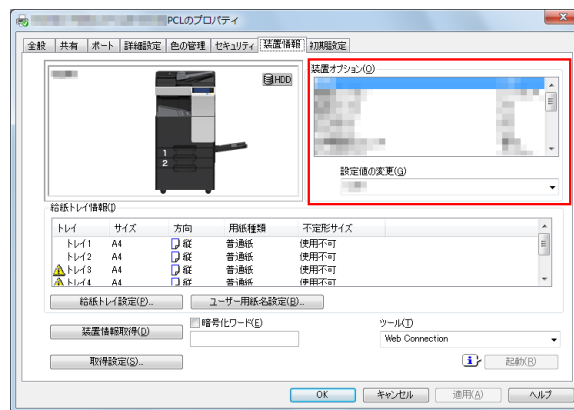 PCLのプロパティ
全般 共有 ポート 詳細設定 色の管理 セキュリティ 装置情報 初期設定
HDD
1
2
装置オプション(O)
設定値の変更(G)
給紙トレイ情報(I)
トレイ サイズ 方向 用紙種類 不定形サイズ
トレイ1 A4 縦 普通紙 使用不可
トレイ2 A4 縦 普通紙 使用不可
トレイ3 A4 縦 普通紙 使用不可
トレイ4 A4 縦 普通紙 使用不可
給紙トレイ設定(P)... ユーザー用紙名設定(B)...
装置情報取得(D) 暗号化ワード(E) ツール(T)
Web Connection
取得設定(S)... 起動(R)
OK キャンセル 適用(A) ヘルプ